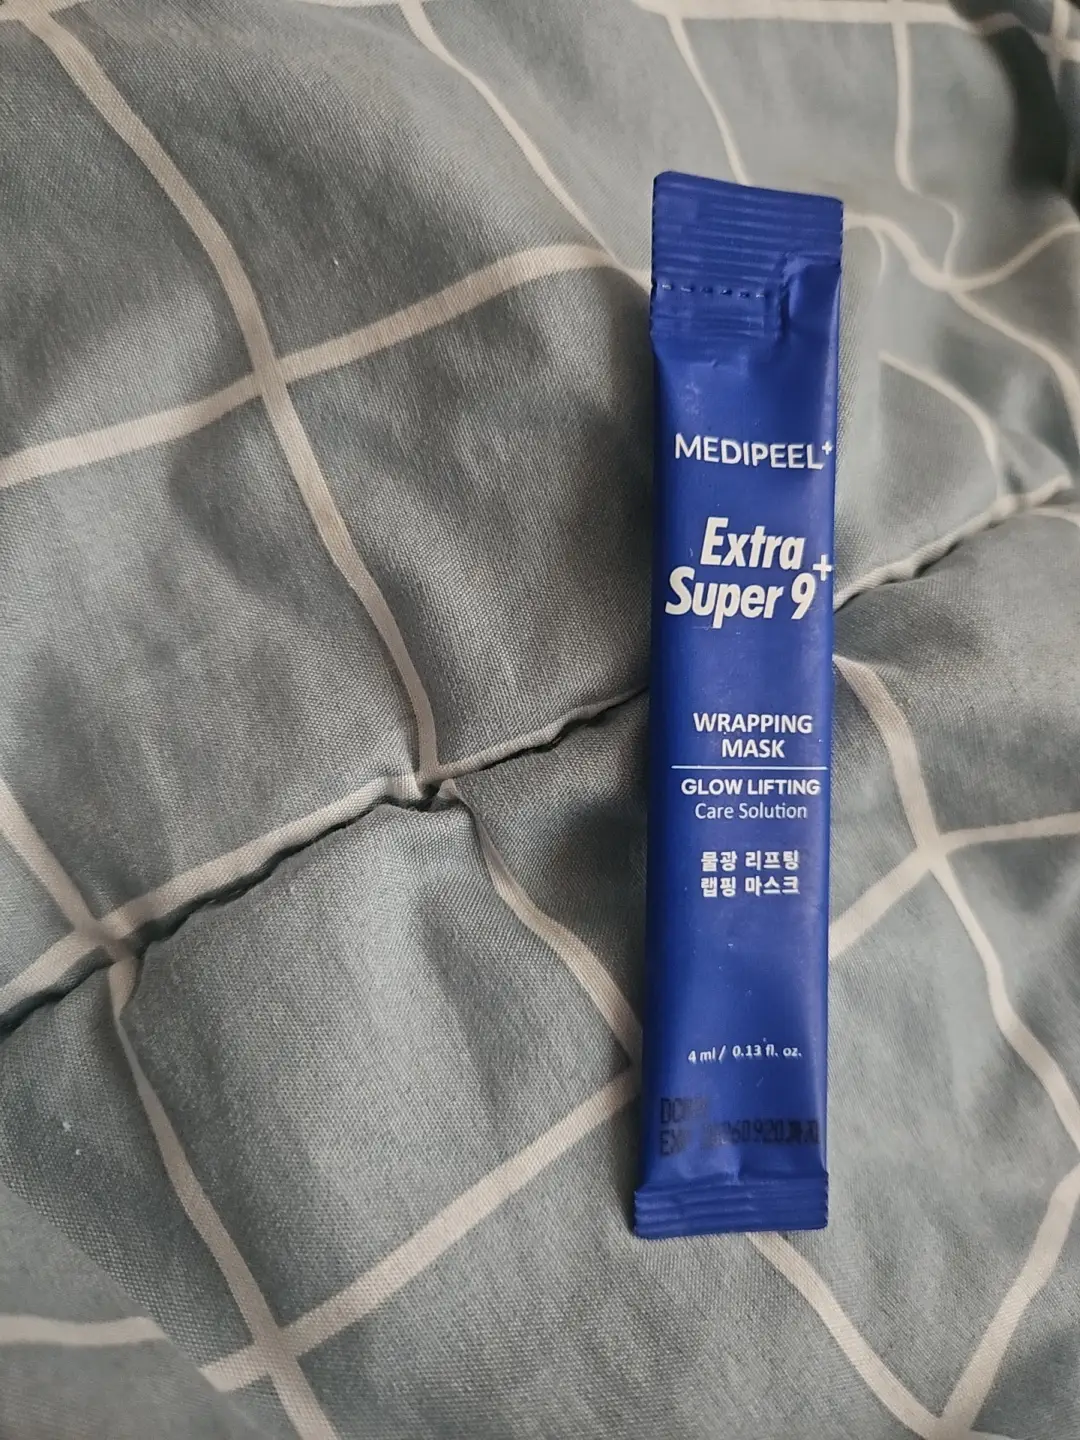 MEDIPEEL+
Extra
Super 9+
WRAPPING
MASK
GLOW LIFTING
Care Solution
물광 리프팅
랩핑 마스크
4 ml / 0.13 fl. oz.
EXP